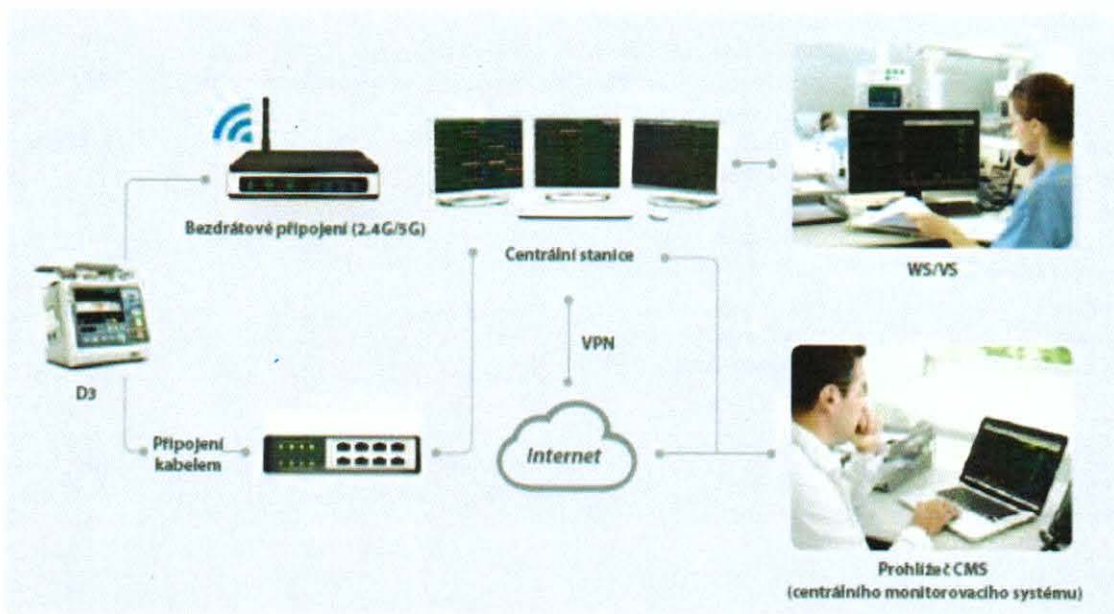 Bezdrátové připojení (2.4G/5G)
Centrální stanice
WS/VS
D3
VPN
Připojení
kabelem
Internet
Prohlížeč CMS
(centrálního monitorovacího systému)